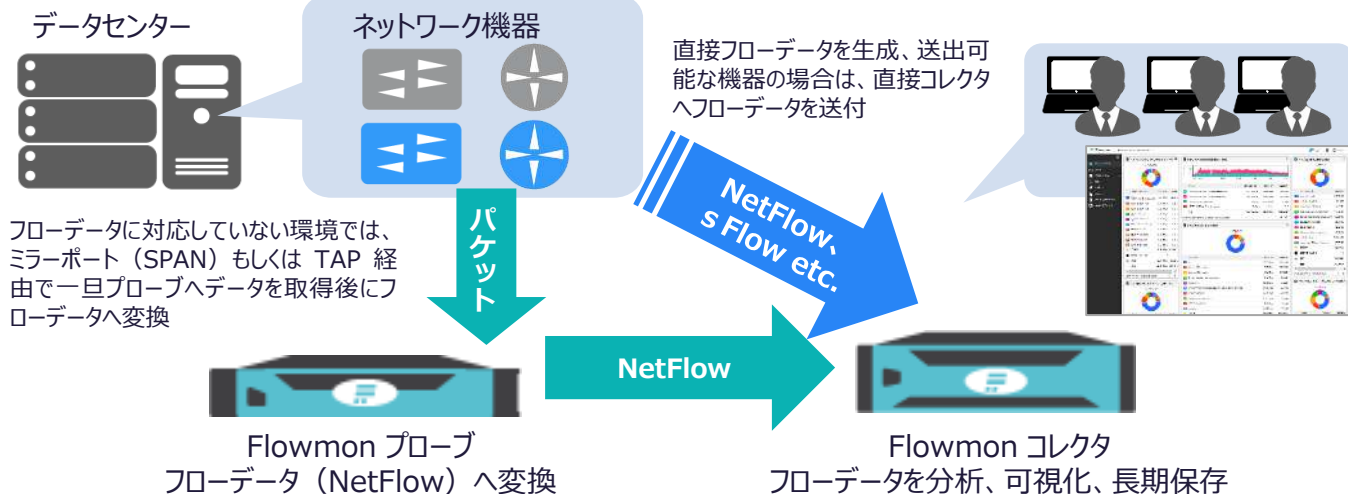 データセンター
ネットワーク機器
直接フローデータを生成、送出可
能な機器の場合は、直接コレクタ
へフローデータを送付
フローデータに対応していない環境では、
ミラーポート（SPAN）もしくは TAP 経
由で一旦プローブへデータを取得後にフ
ローデータへ変換
パケット
NetFlow、
s Flow etc.
NetFlow
Flowmon プローブ
フローデータ（NetFlow）へ変換
Flowmon コレクタ
フローデータを分析、可視化、長期保存